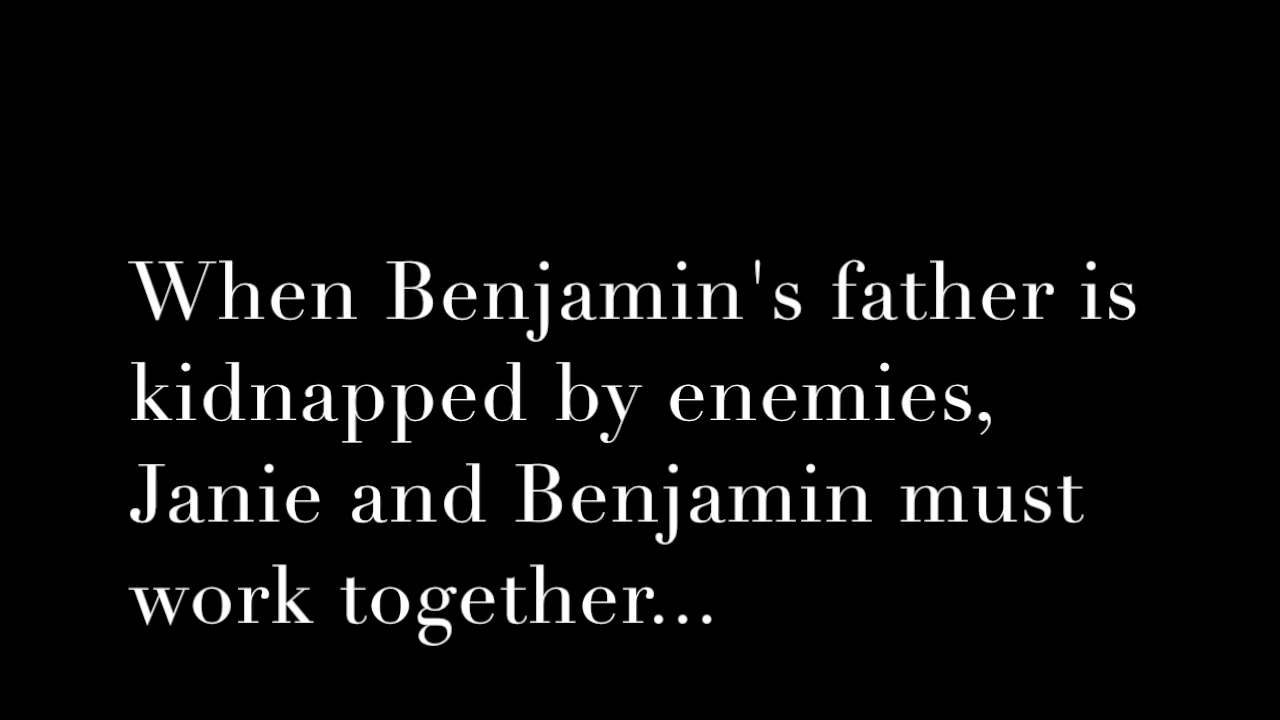 When Benjamin's father is
kidnapped by enemies,
Janie and Benjamin must
work together...